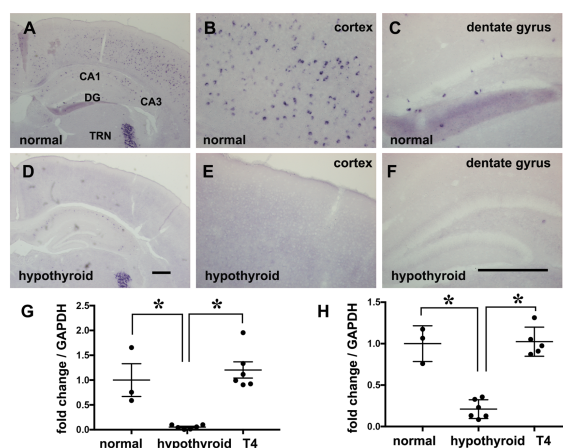 A
CA1
DG
CA3
TRN
normal
B
cortex
normal
C
dentate gyrus
normal
D
hypothyroid
E
cortex
hypothyroid
F
dentate gyrus
hypothyroid
G
fold change / GAPDH
2.5
2.0
1.5
1.0
0.5
0.0
*
*
normal
hypothyroid
T4
H
fold change / GAPDH
1.5
1.0
0.5
0.0
*
*
normal
hypothyroid
T4